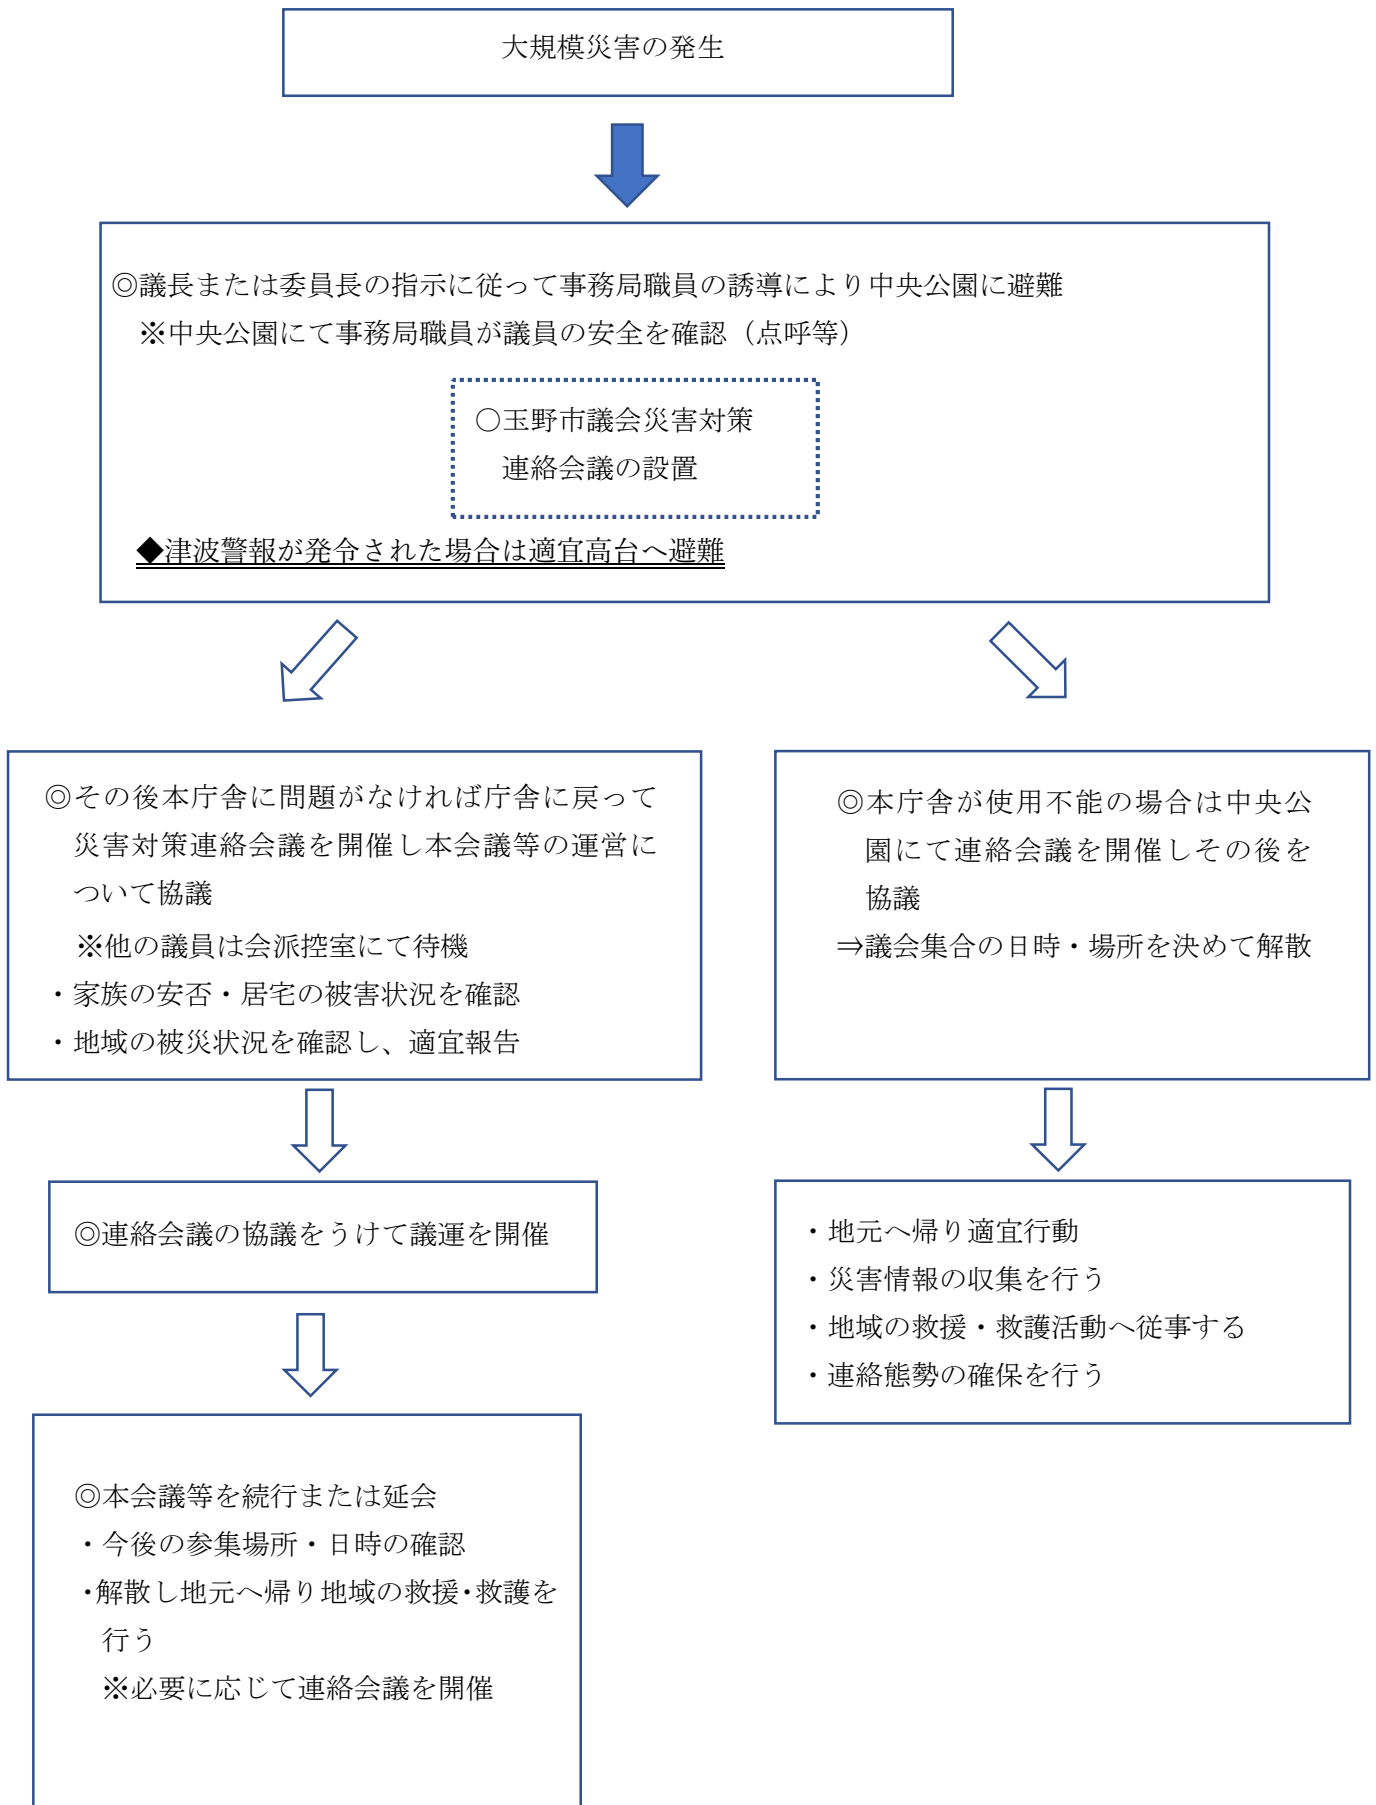 大規模災害の発生
◎議長または委員長の指示に従って事務局職員の誘導により中央公園に避難
※中央公園にて事務局職員が議員の安全を確認（点呼等）
○玉野市議会災害対策
連絡会議の設置
◆津波警報が発令された場合は適宜高台へ避難
◎その後本庁舎に問題がなければ庁舎に戻って
災害対策連絡会議を開催し本会議等の運営に
ついて協議
※他の議員は会派控室にて待機
・家族の安否・居宅の被害状況を確認
・地域の被災状況を確認し、適宜報告
◎本庁舎が使用不能の場合は中央公
園にて連絡会議を開催しその後を
協議
⇒議会集合の日時・場所を決めて解散
◎連絡会議の協議をうけて議運を開催
・地元へ帰り適宜行動
・災害情報の収集を行う
・地域の救援・救護活動へ従事する
・連絡態勢の確保を行う
◎本会議等を続行または延会
・今後の参集場所・日時の確認
・解散し地元へ帰り地域の救援・救護を
行う
※必要に応じて連絡会議を開催